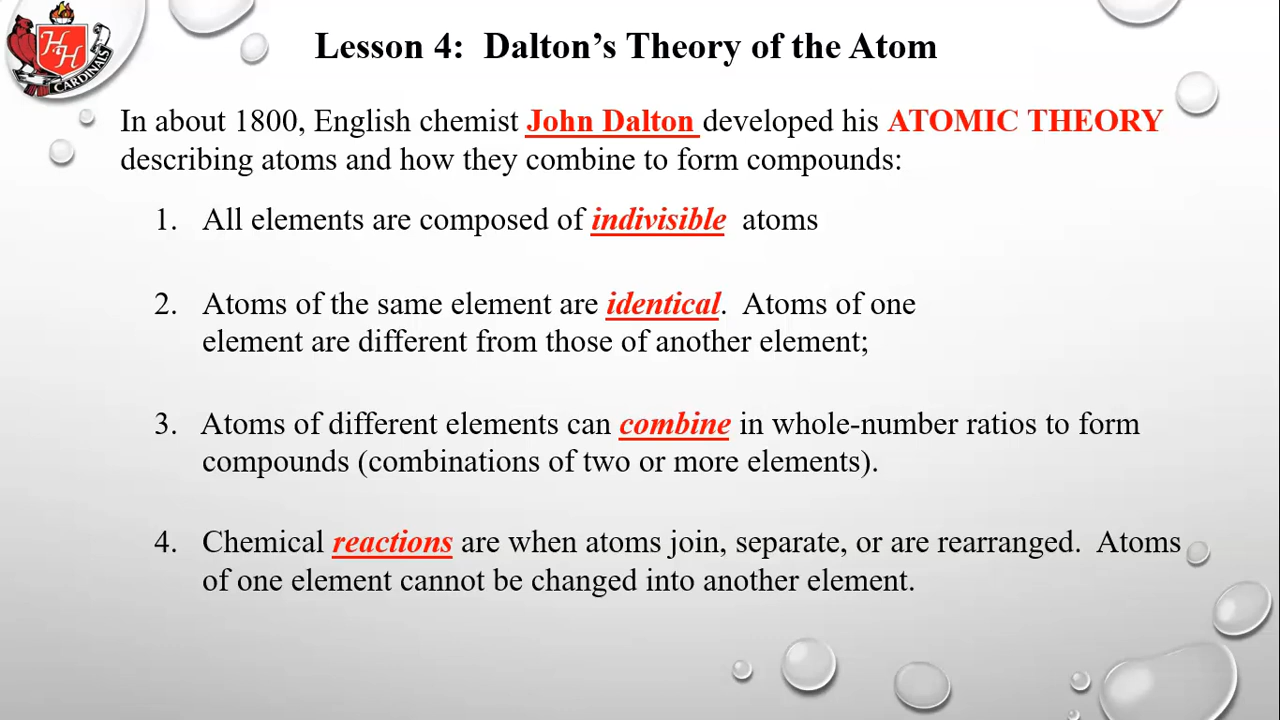 HH
CARDINALS
Lesson 4: Dalton’s Theory of the Atom
In about 1800, English chemist John Dalton developed his ATOMIC THEORY
describing atoms and how they combine to form compounds:
1. All elements are composed of indivisible atoms
2. Atoms of the same element are identical. Atoms of one
element are different from those of another element;
3. Atoms of different elements can combine in whole-number ratios to form
compounds (combinations of two or more elements).
4. Chemical reactions are when atoms join, separate, or are rearranged. Atoms
of one element cannot be changed into another element.